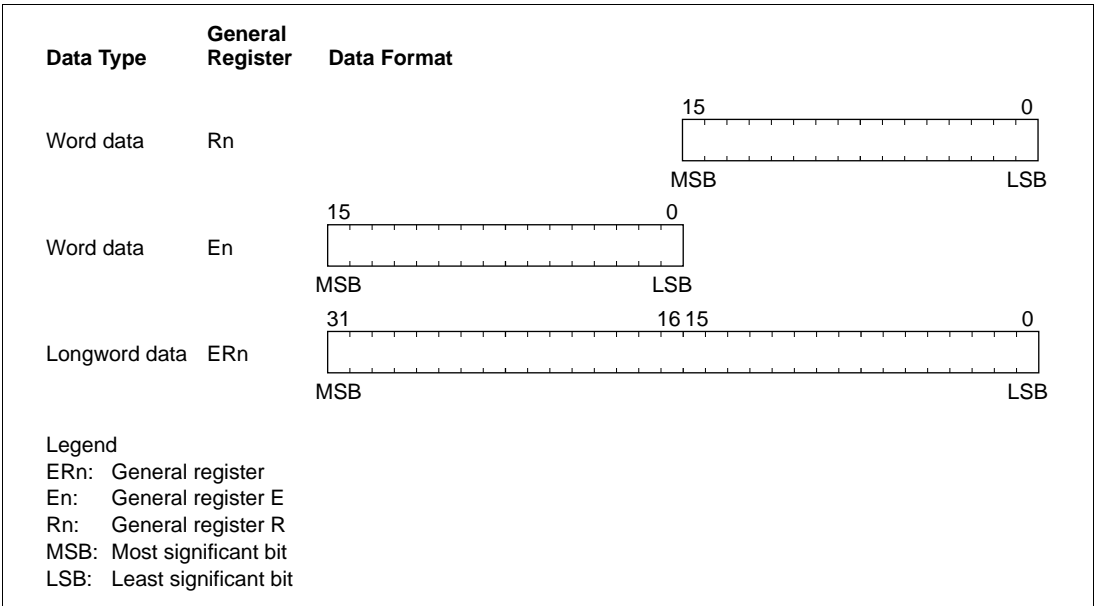 General
Data Type Register Data Format
15 0
Word data Rn
MSB LSB
15 0
Word data En
MSB LSB
31 16 15 0
Longword data ERn
MSB LSB
Legend
ERn: General register
En: General register E
Rn: General register R
MSB: Most significant bit
LSB: Least significant bit